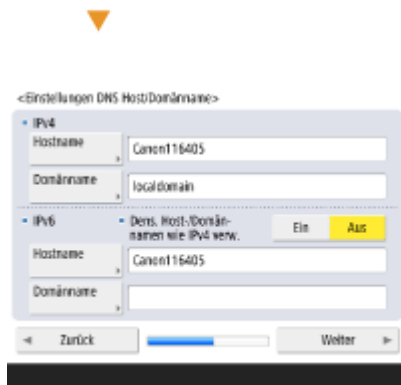 <Einstellungen DNS Host/Domänname>
IPv4
Hostname
Canon116405
Domänname
localdomain
IPv6
Dens. Host-/Domän-
namen wie IPv4 verw.
Ein
Aus
Hostname
Canon116405
Domänname
Zurück
Weiter